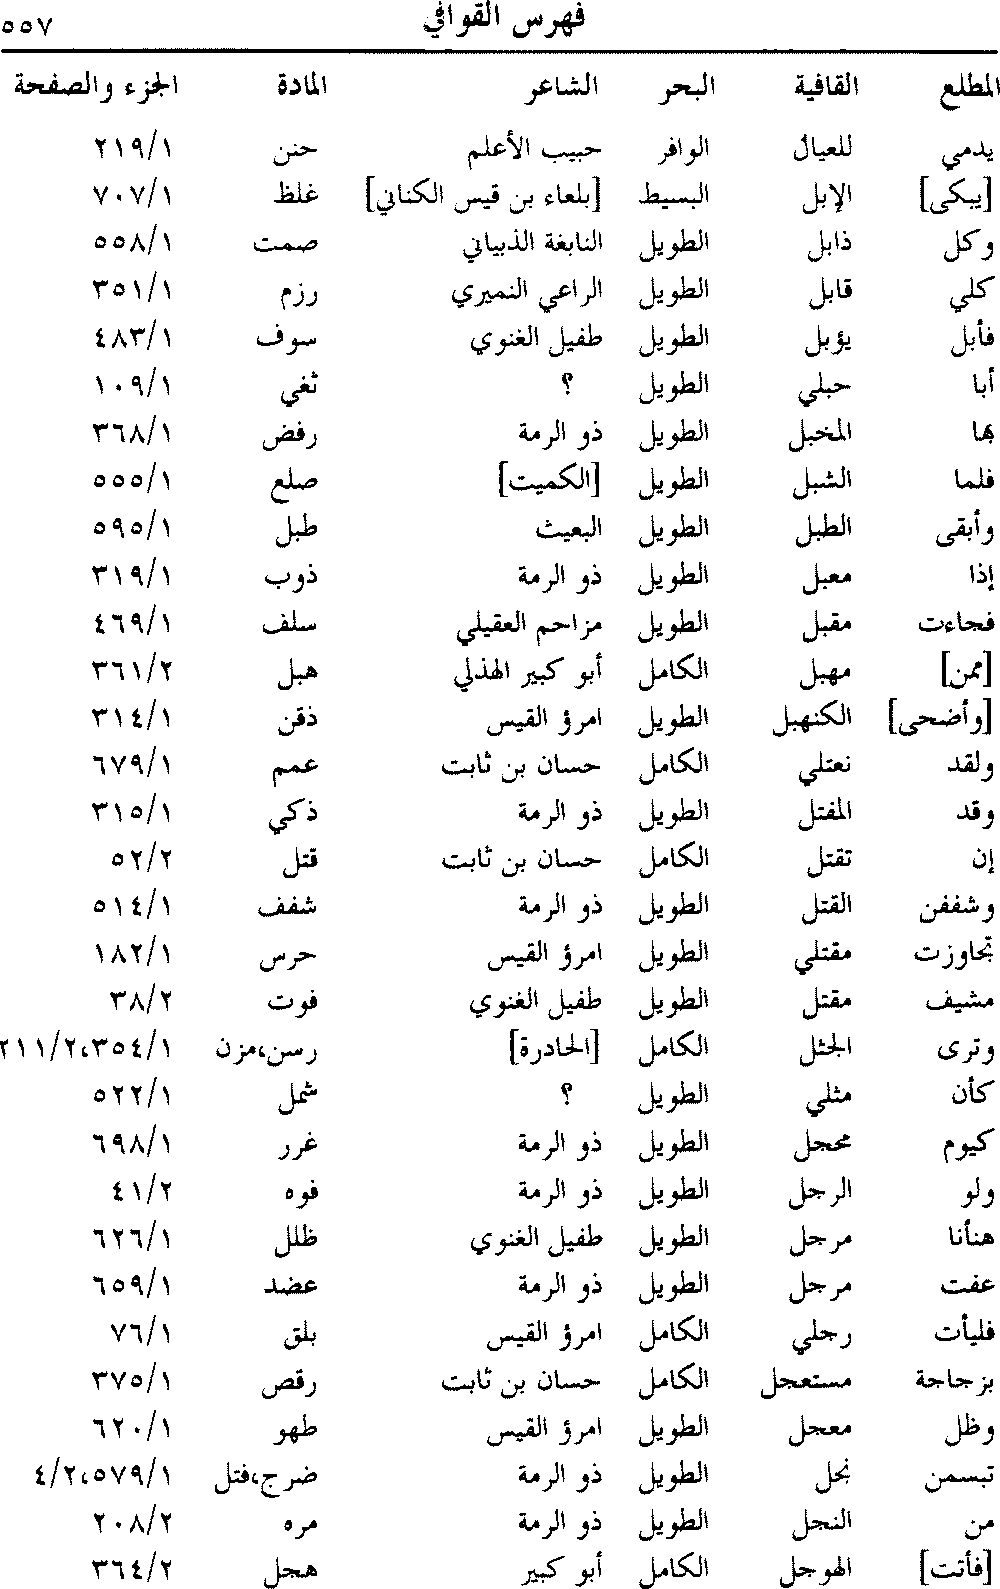 فهرس القوافي ٥٥٧
المطلع القافية البحر الشاعر المادة الجزء والصفحة
يدمي للعيال الوافر حبيب الأعلم حنن ٢١٩/١
[يبكى] الإبل البسيط [بلعاء بن قيس الكناني] غلظ ٧٠٧/١
وكل ذابل الطويل النابغة الذبياني صمت ٥٥٨/١
كلي قابل الطويل الراعي النميري رزم ٣٥١/١
فأبل يؤبل الطويل طفيل الغنوي سوف ٤٨٣/١
أبا حبلي الطويل ؟ ثغي ١٠٩/١
بها المخبل الطويل ذو الرمة رفض ٣٦٨/١
فلما الشبل الطويل [الكميت] صلع ٥٥٥/١
وأبقى الطبل الطويل البعيث طبل ٥٩٥/١
إذا معبل الطويل ذو الرمة ذوب ٣١٩/١
فجاءت مقبل الطويل مزاحم العقيلي سلف ٤٦٩/١
[ممن] مهبل الكامل أبو كبير الهذلي هبل ٣٦١/٢
[وأضحى] الكنهبل الطويل امرؤ القيس ذقن ٣١٤/١
ولقد نعتلي الكامل حسان بن ثابت عمم ٦٧٩/١
وقد المفتل الطويل ذو الرمة ذكي ٣١٥/١
إن تقتل الكامل حسان بن ثابت قتل ٥٢/٢
وشففن القتل الطويل ذو الرمة شفف ٥١٤/١
تجاوزت مقتلي الطويل امرؤ القيس حرس ١٨٢/١
مشيف مقتل الطويل طفيل الغنوي فوت ٣٨/٢
وترى الجثل الكامل [الحادرة] رسن،مزن ٣٥٤/١،٢١١/٢
كأن مثلي الطويل ؟ شمل ٥٢٢/١
كيوم محجل الطويل ذو الرمة غرر ٦٩٨/١
ولو الرجل الطويل ذو الرمة فوه ٤١/٢
هنأنا مرجل الطويل طفيل الغنوي ظلل ٦٢٦/١
عفت مرجل الطويل ذو الرمة عضد ٦٥٩/١
فليأت رجلي الكامل امرؤ القيس بلق ٧٦/١
بزجاجة مستعجل الكامل حسان بن ثابت رقص ٣٧٥/١
وظل معجل الطويل امرؤ القيس طهو ٦٢٠/١
تبسمن نجل الطويل ذو الرمة ضرج،فتل ٥٧٩/١،٤/٢
من النجل الطويل ذو الرمة مره ٢٠٨/٢
[فأتت] الهوجل الكامل أبو كبير هجل ٣٦٤/٢